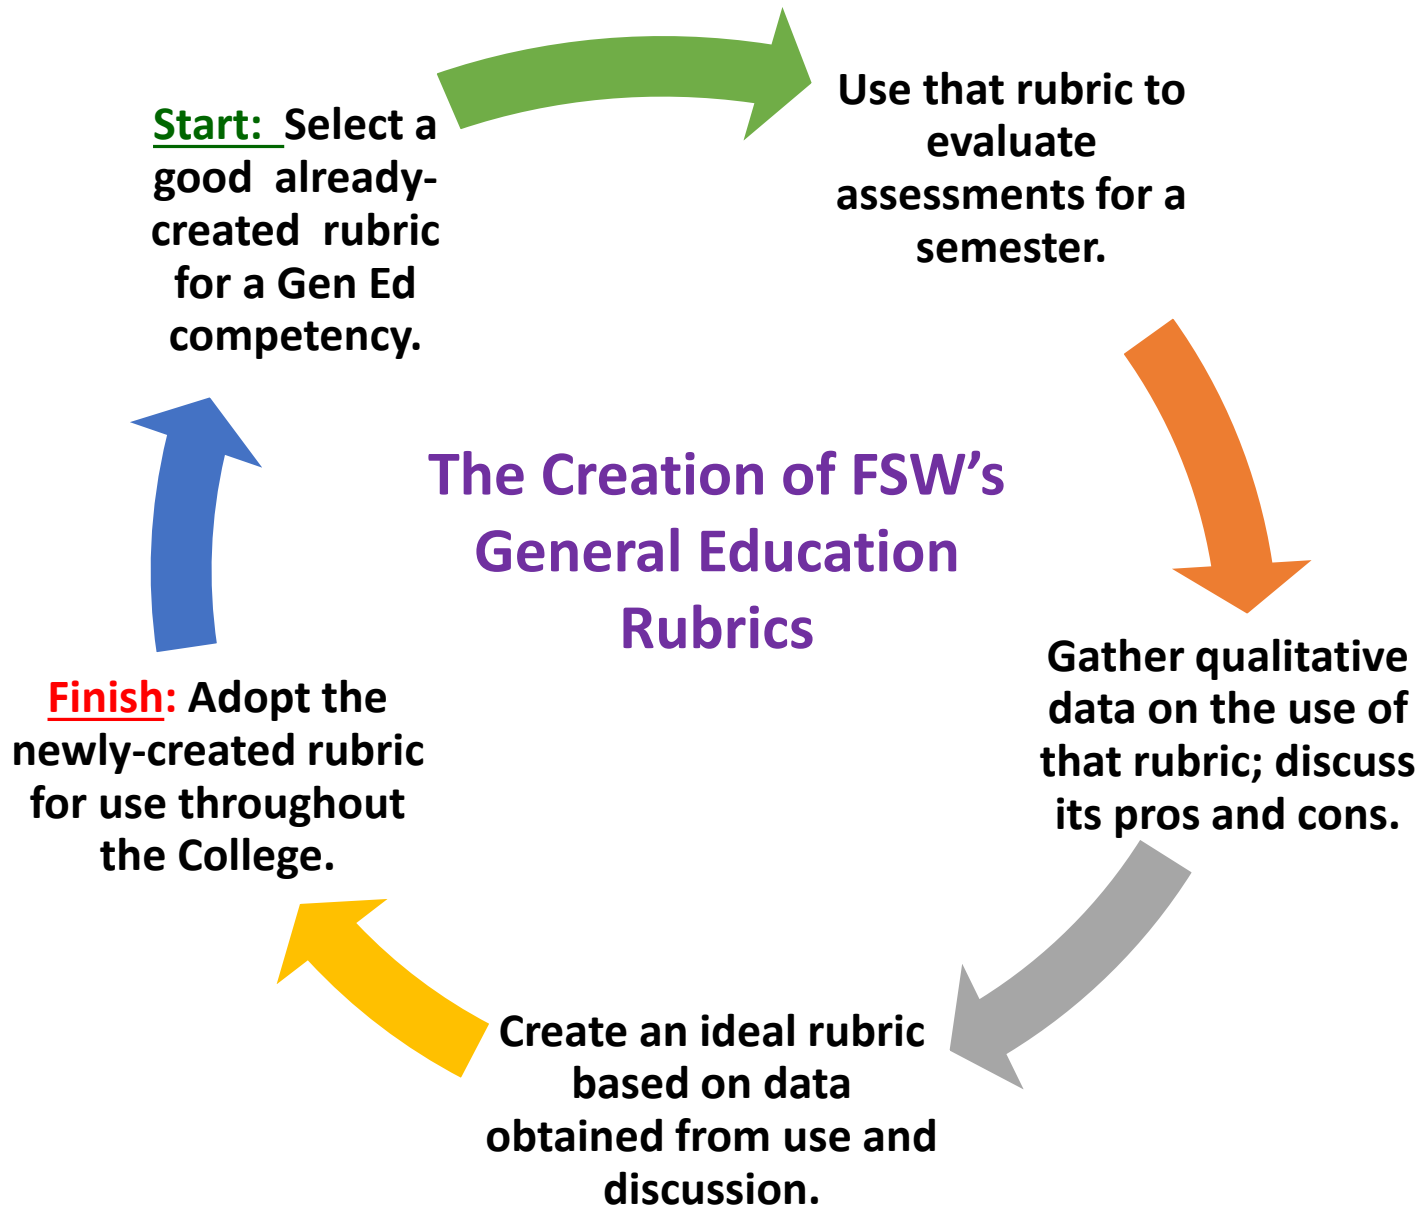 Start: Select a
good already-
created rubric
for a Gen Ed
competency.
Use that rubric to
evaluate
assessments for a
semester.
The Creation of FSW’s
General Education
Rubrics
Gather qualitative
data on the use of
that rubric; discuss
its pros and cons.
Create an ideal rubric
based on data
obtained from use and
discussion.
Finish: Adopt the
newly-created rubric
for use throughout
the College.